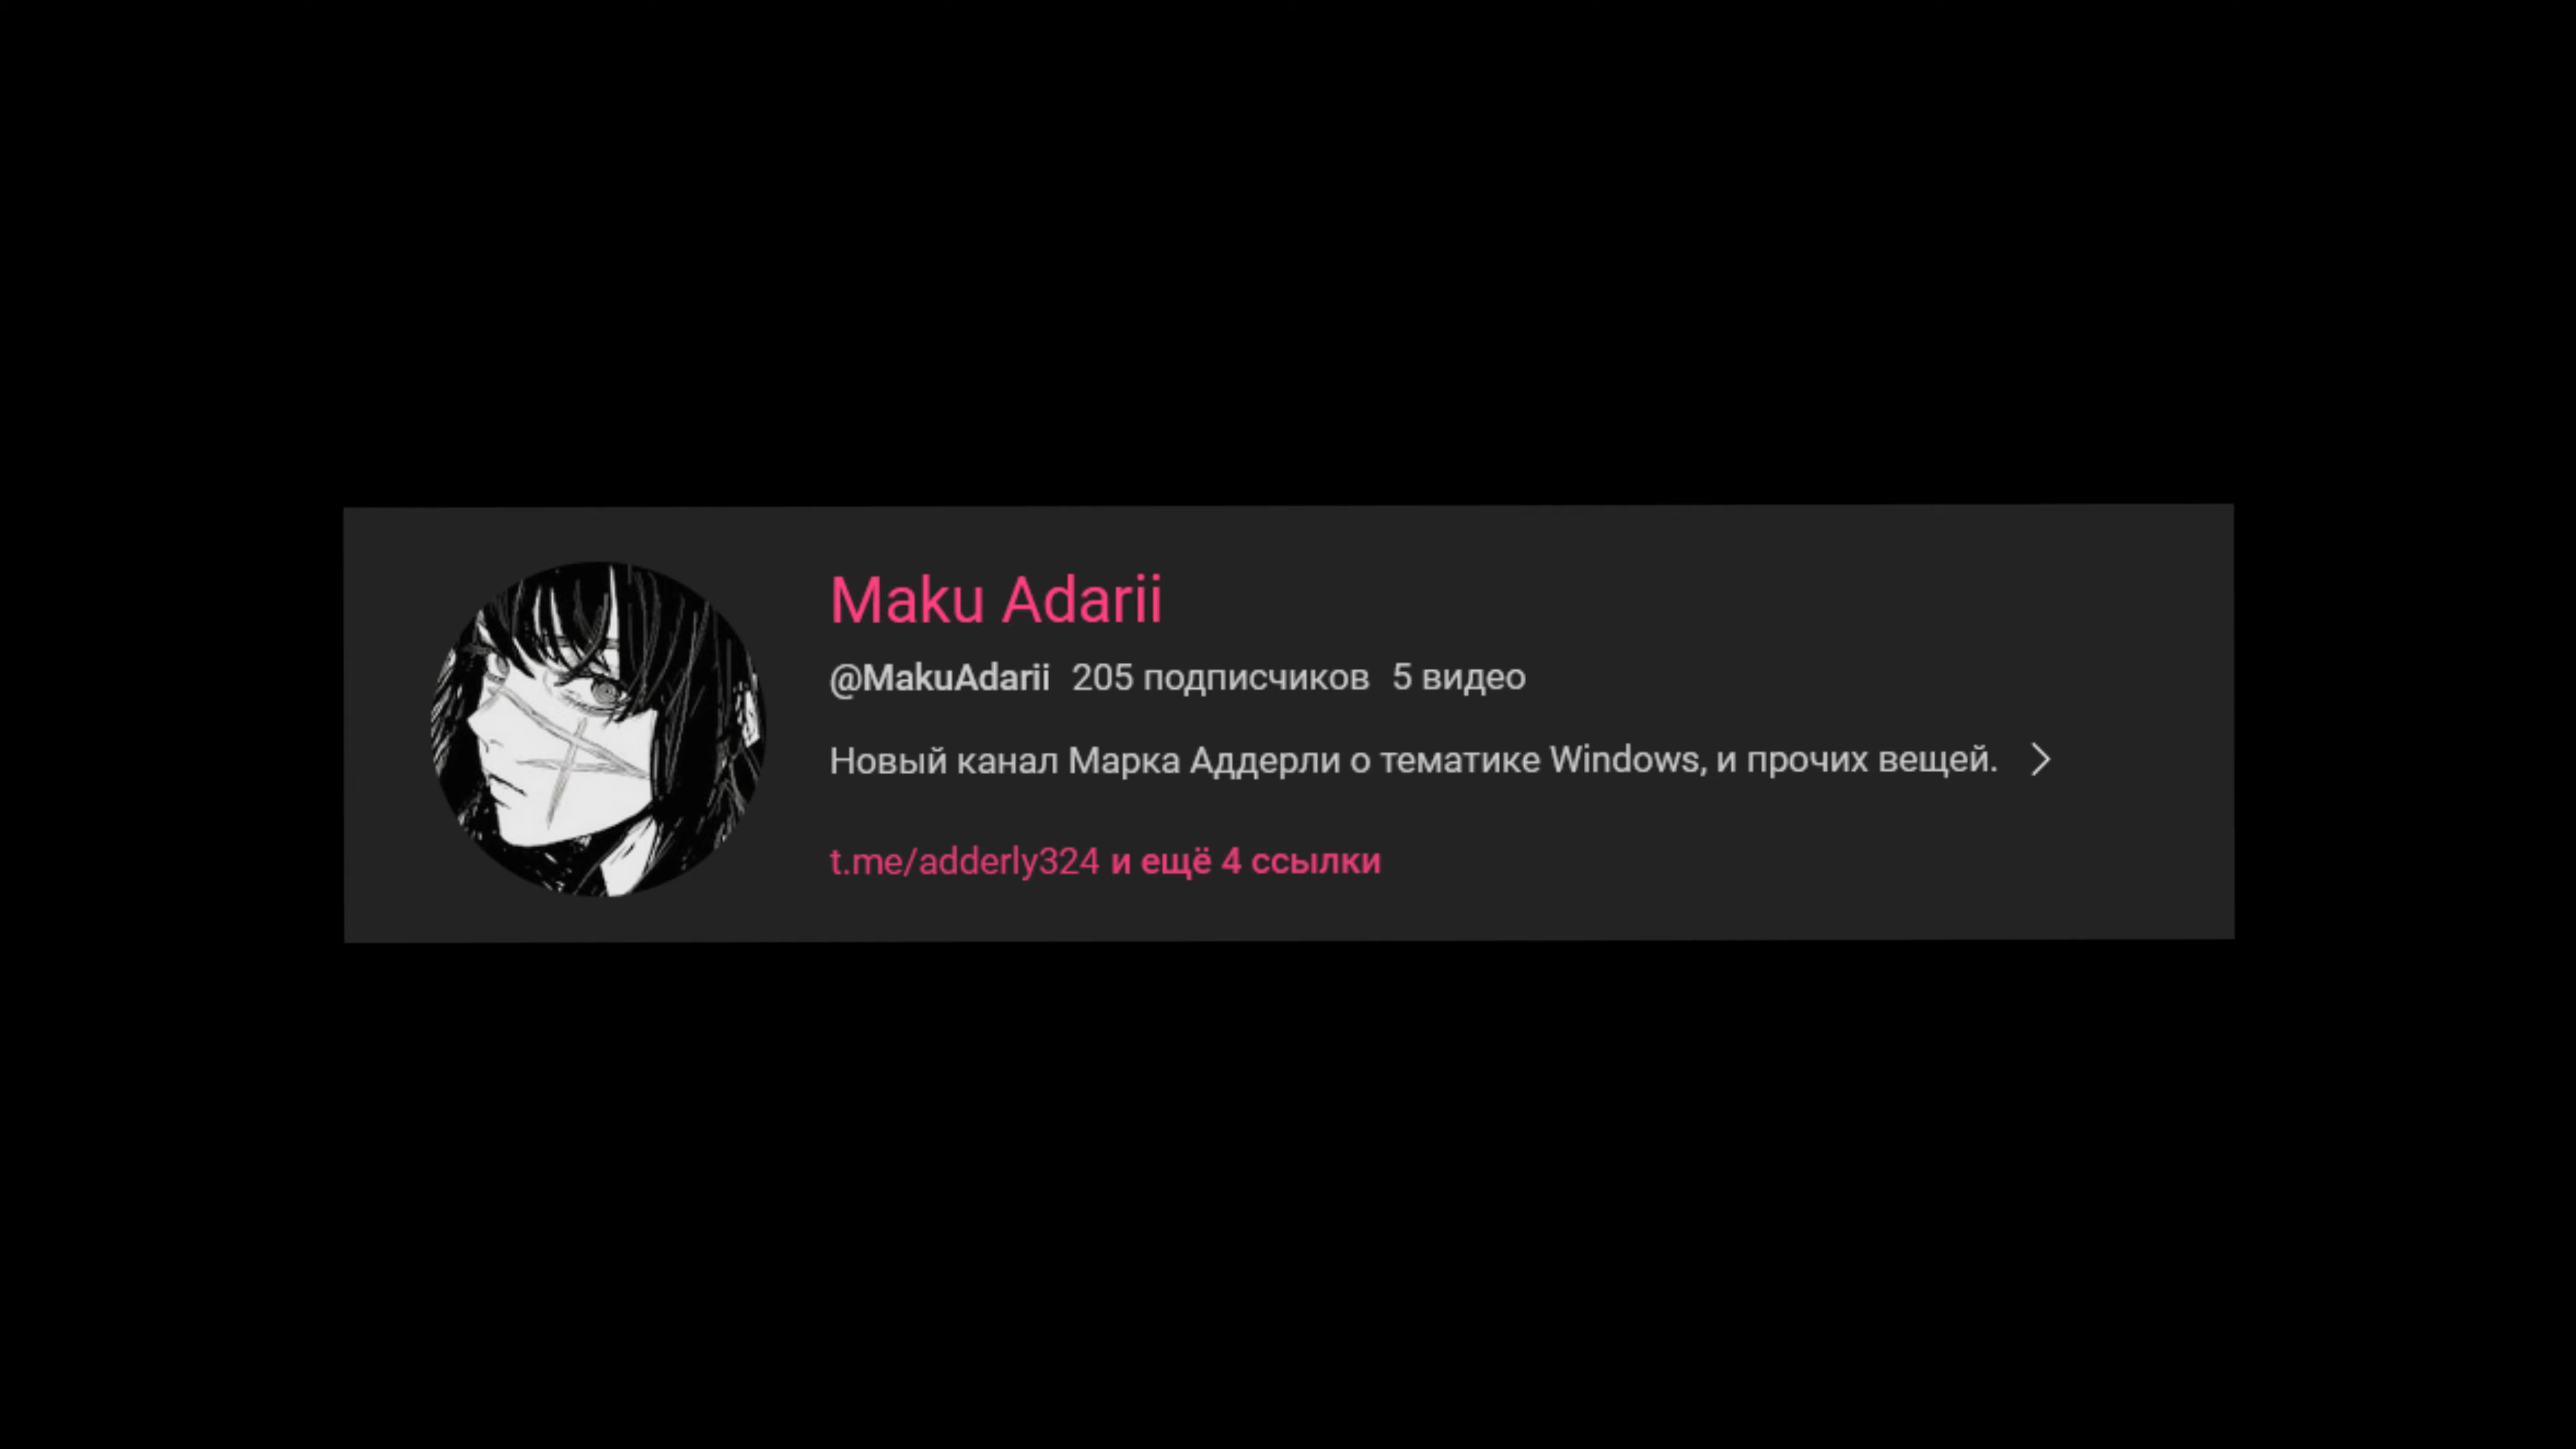 Maku Adarii
@MakuAdarii 205 подписчиков 5 видео
Новый канал Марка Аддерли о тематике Windows, и прочих вещей.
t.me/adderly324 и ещё 4 ссылки